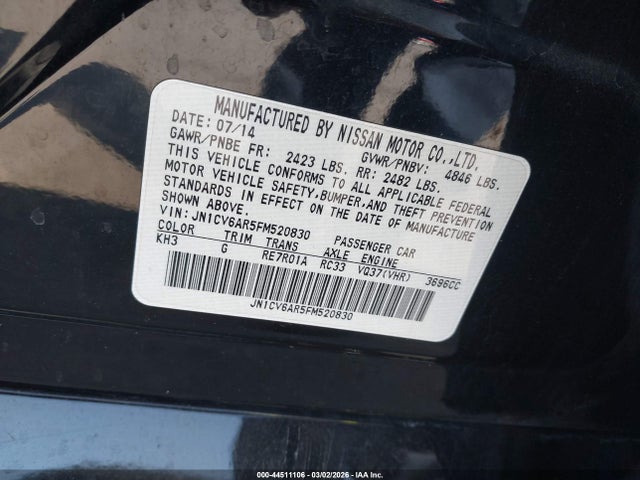 MANUFACTURED BY NISSAN MOTOR CO.,LTD.
DATE: 07/14 GVWR/PNBV: 4846 LBS.
GAWR/PNBE FR: 2423 LBS. RR: 2482 LBS.
THIS VEHICLE CONFORMS TO ALL APPLICABLE FEDERAL
MOTOR VEHICLE SAFETY,BUMPER,AND THEFT PREVENTION
STANDARDS IN EFFECT ON THE DATE OF MANUFACTURE
SHOWN ABOVE.
VIN: JN1CV6AR5FM520830 PASSENGER CAR
COLOR TRIM TRANS AXLE ENGINE
KH3 G RE7R01A RC33 VQ37(VHR) 3696CC
JN1CV6AR5FM520830
000-44511106 - 03/02/2026 - IAA Inc.